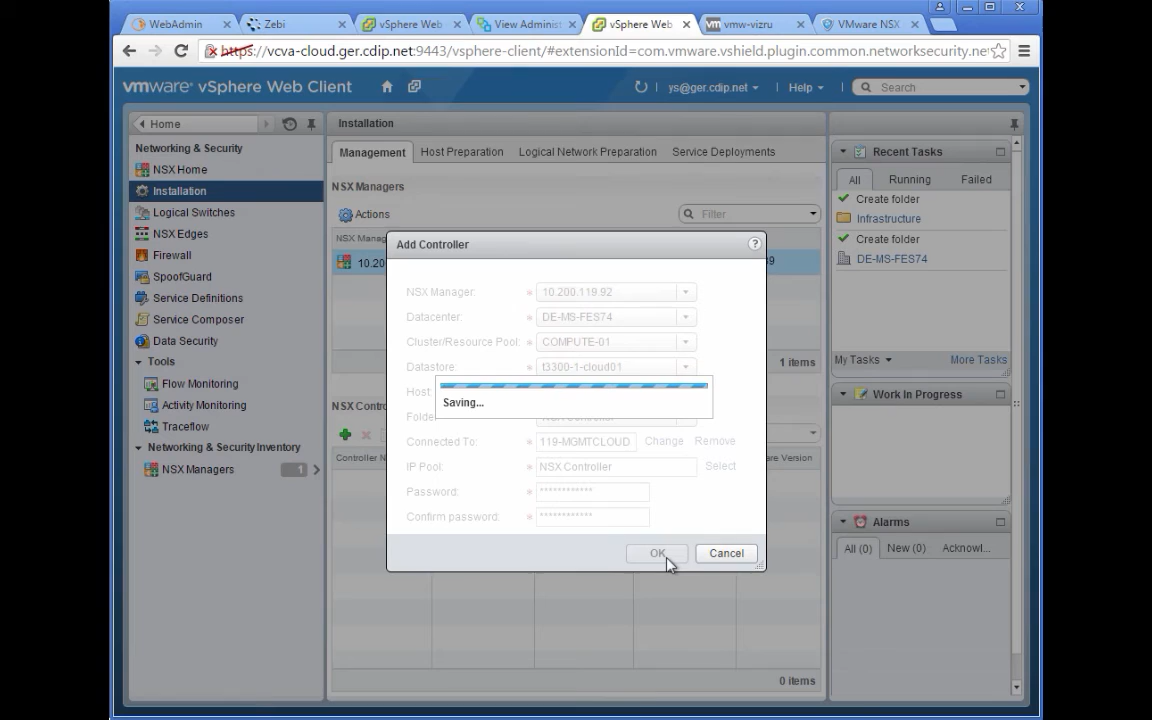 WebAdmin
Zebi
vSphere Web
View Administ
vSphere Web
vmw-vizru
VMware NSX
https://vcva-cloud.ger.cdip.net:9443/vsphere-client/#extensionId=com.vmware.vshield.plugin.common.networksecurity.ne
vmware® vSphere Web Client
ys@ger.cdip.net
Help
Search
Home
Networking & Security
NSX Home
Installation
Logical Switches
NSX Edges
Firewall
SpoofGuard
Service Definitions
Service Composer
Data Security
Tools
Flow Monitoring
Activity Monitoring
Traceflow
Networking & Security Inventory
NSX Managers 1
Installation
Management Host Preparation Logical Network Preparation Service Deployments
NSX Managers
Actions
Filter
NSX Manag
10.20
1 items
NSX Contro
Controller N
are Version
0 items
Add Controller
?
NSX Manager: * 10.200.119.92
Datacenter: * DE-MS-FES74
Cluster/Resource Pool: * COMPUTE-01
Datastore: * t3300-1-cloud01
Host:
Saving...
Folde
Connected To: * 119-MGMTCLOUD Change Remove
IP Pool: * NSX Controller Select
Password: * ************
Confirm password: * ************
OK Cancel
Recent Tasks
All Running Failed
Create folder
Infrastructure
Create folder
DE-MS-FES74
My Tasks More Tasks
Work In Progress
Alarms
All (0) New (0) Acknowl...